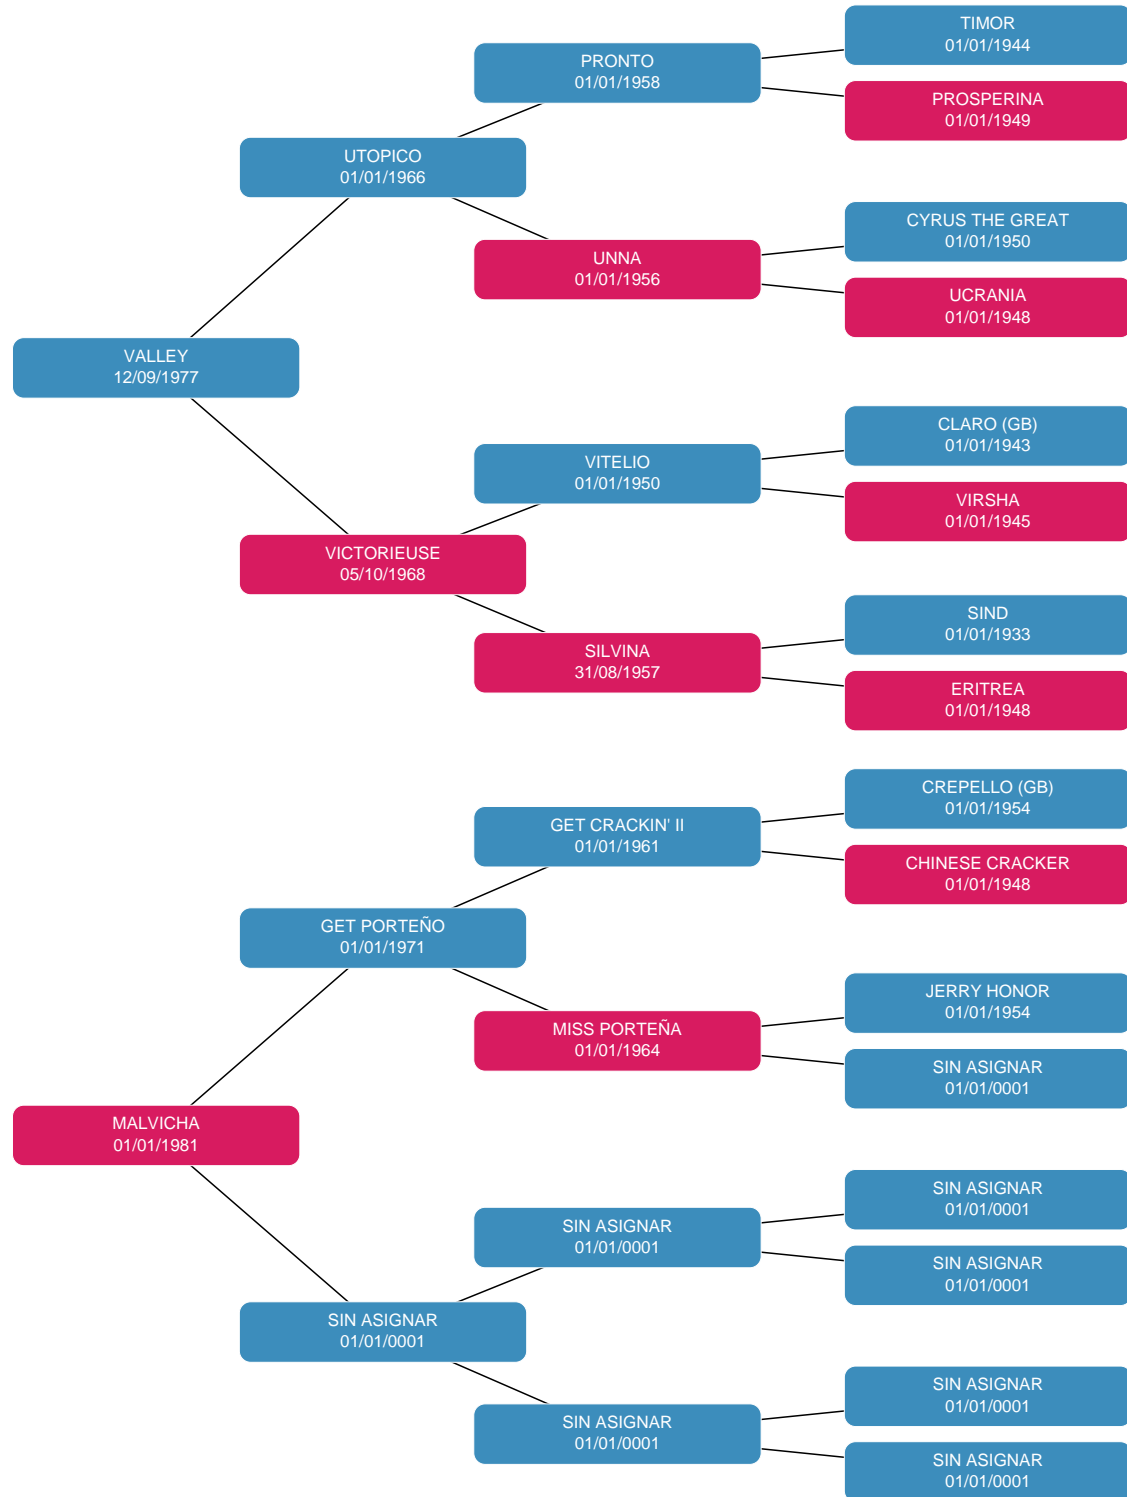 TIMOR
01/01/1944
PRONTO
01/01/1958
PROSPERINA
01/01/1949
UTOPICO
01/01/1966
CYRUS THE GREAT
01/01/1950
UNNA
01/01/1956
UCRANIA
01/01/1948
VALLEY
12/09/1977
CLARO (GB)
01/01/1943
VITELIO
01/01/1950
VIRSHA
01/01/1945
VICTORIEUSE
05/10/1968
SIND
01/01/1933
SILVINA
31/08/1957
ERITREA
01/01/1948
CREPELLO (GB)
01/01/1954
GET CRACKIN' II
01/01/1961
CHINESE CRACKER
01/01/1948
GET PORTEÑO
01/01/1971
JERRY HONOR
01/01/1954
MISS PORTEÑA
01/01/1964
SIN ASIGNAR
01/01/0001
MALVICHA
01/01/1981
SIN ASIGNAR
01/01/0001
SIN ASIGNAR
01/01/0001
SIN ASIGNAR
01/01/0001
SIN ASIGNAR
01/01/0001
SIN ASIGNAR
01/01/0001
SIN ASIGNAR
01/01/0001
SIN ASIGNAR
01/01/0001